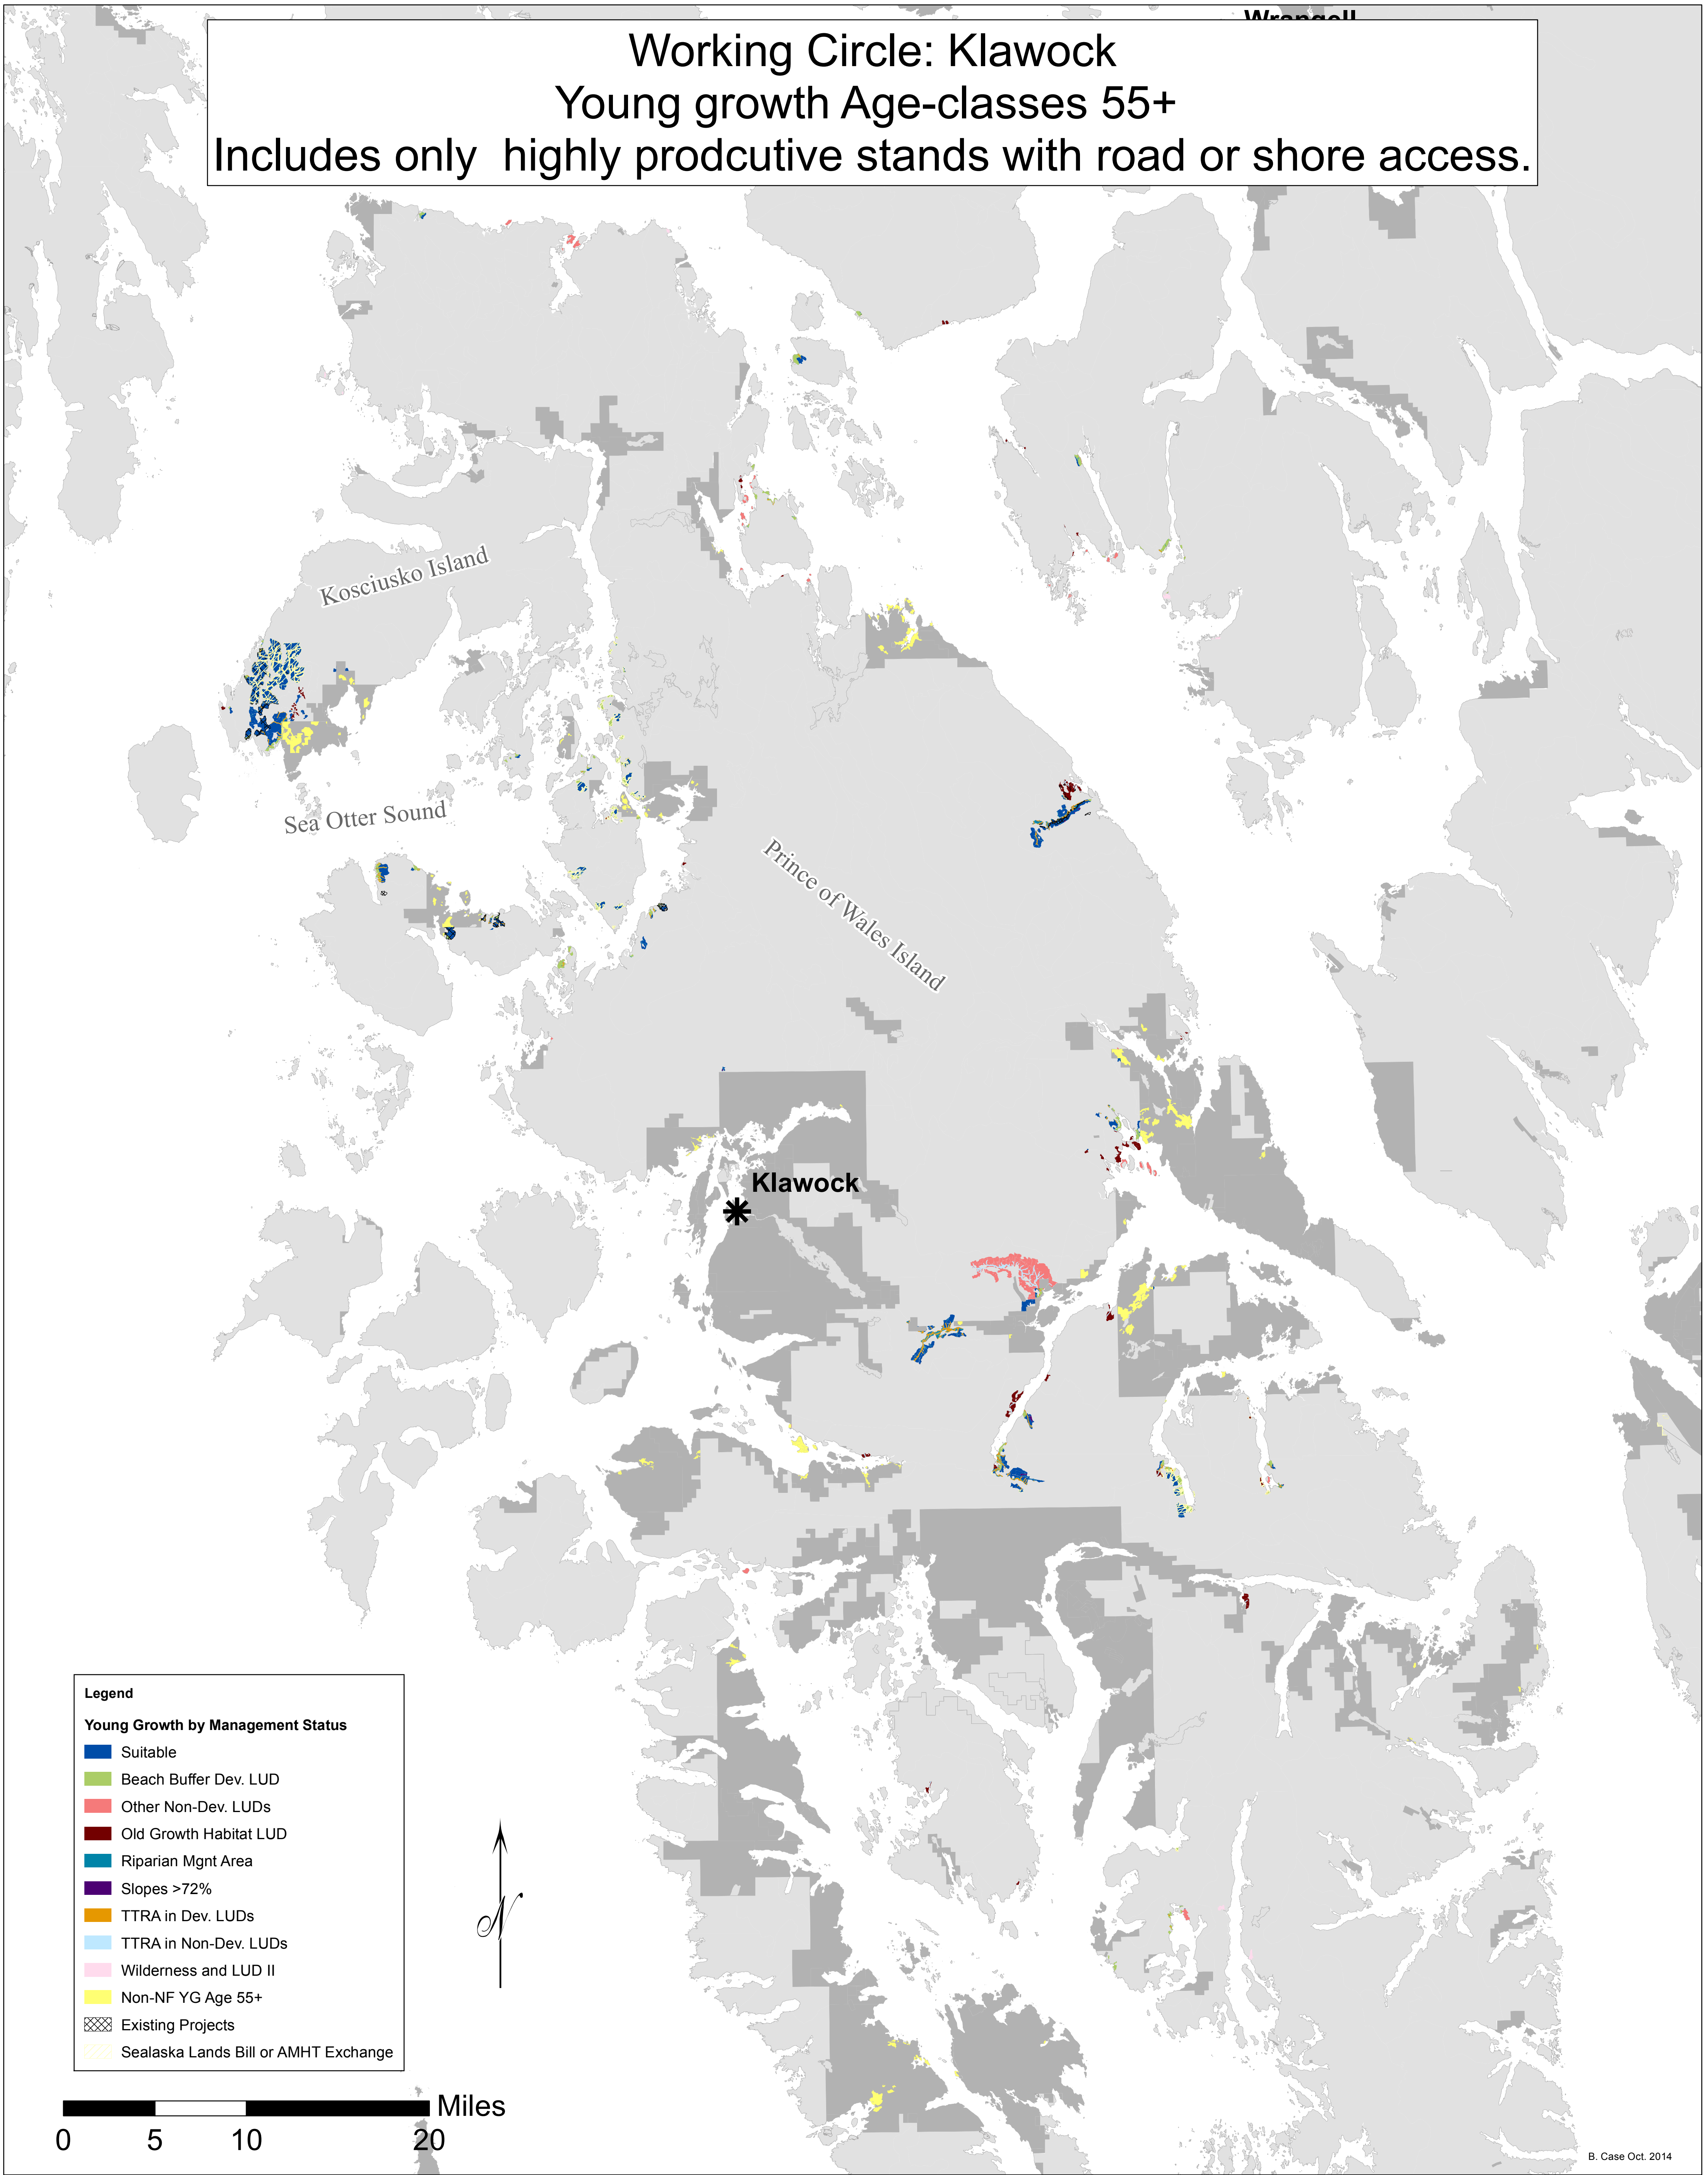 Wrangell
Working Circle: Klawock
Young growth Age-classes 55+
Includes only  highly prodcutive stands with road or shore access.
Kosciusko Island
Sea Otter Sound
Prince of Wales Island
Klawock
Legend
Young Growth by Management Status
Suitable
Beach Buffer Dev. LUD
Other Non-Dev. LUDs
Old Growth Habitat LUD
Riparian Mgnt Area
Slopes >72%
TTRA in Dev. LUDs
TTRA in Non-Dev. LUDs
Wilderness and LUD II
Non-NF YG Age 55+
Existing Projects
Sealaska Lands Bill or AMHT Exchange
N
Miles
0 5 10 20
B. Case Oct. 2014